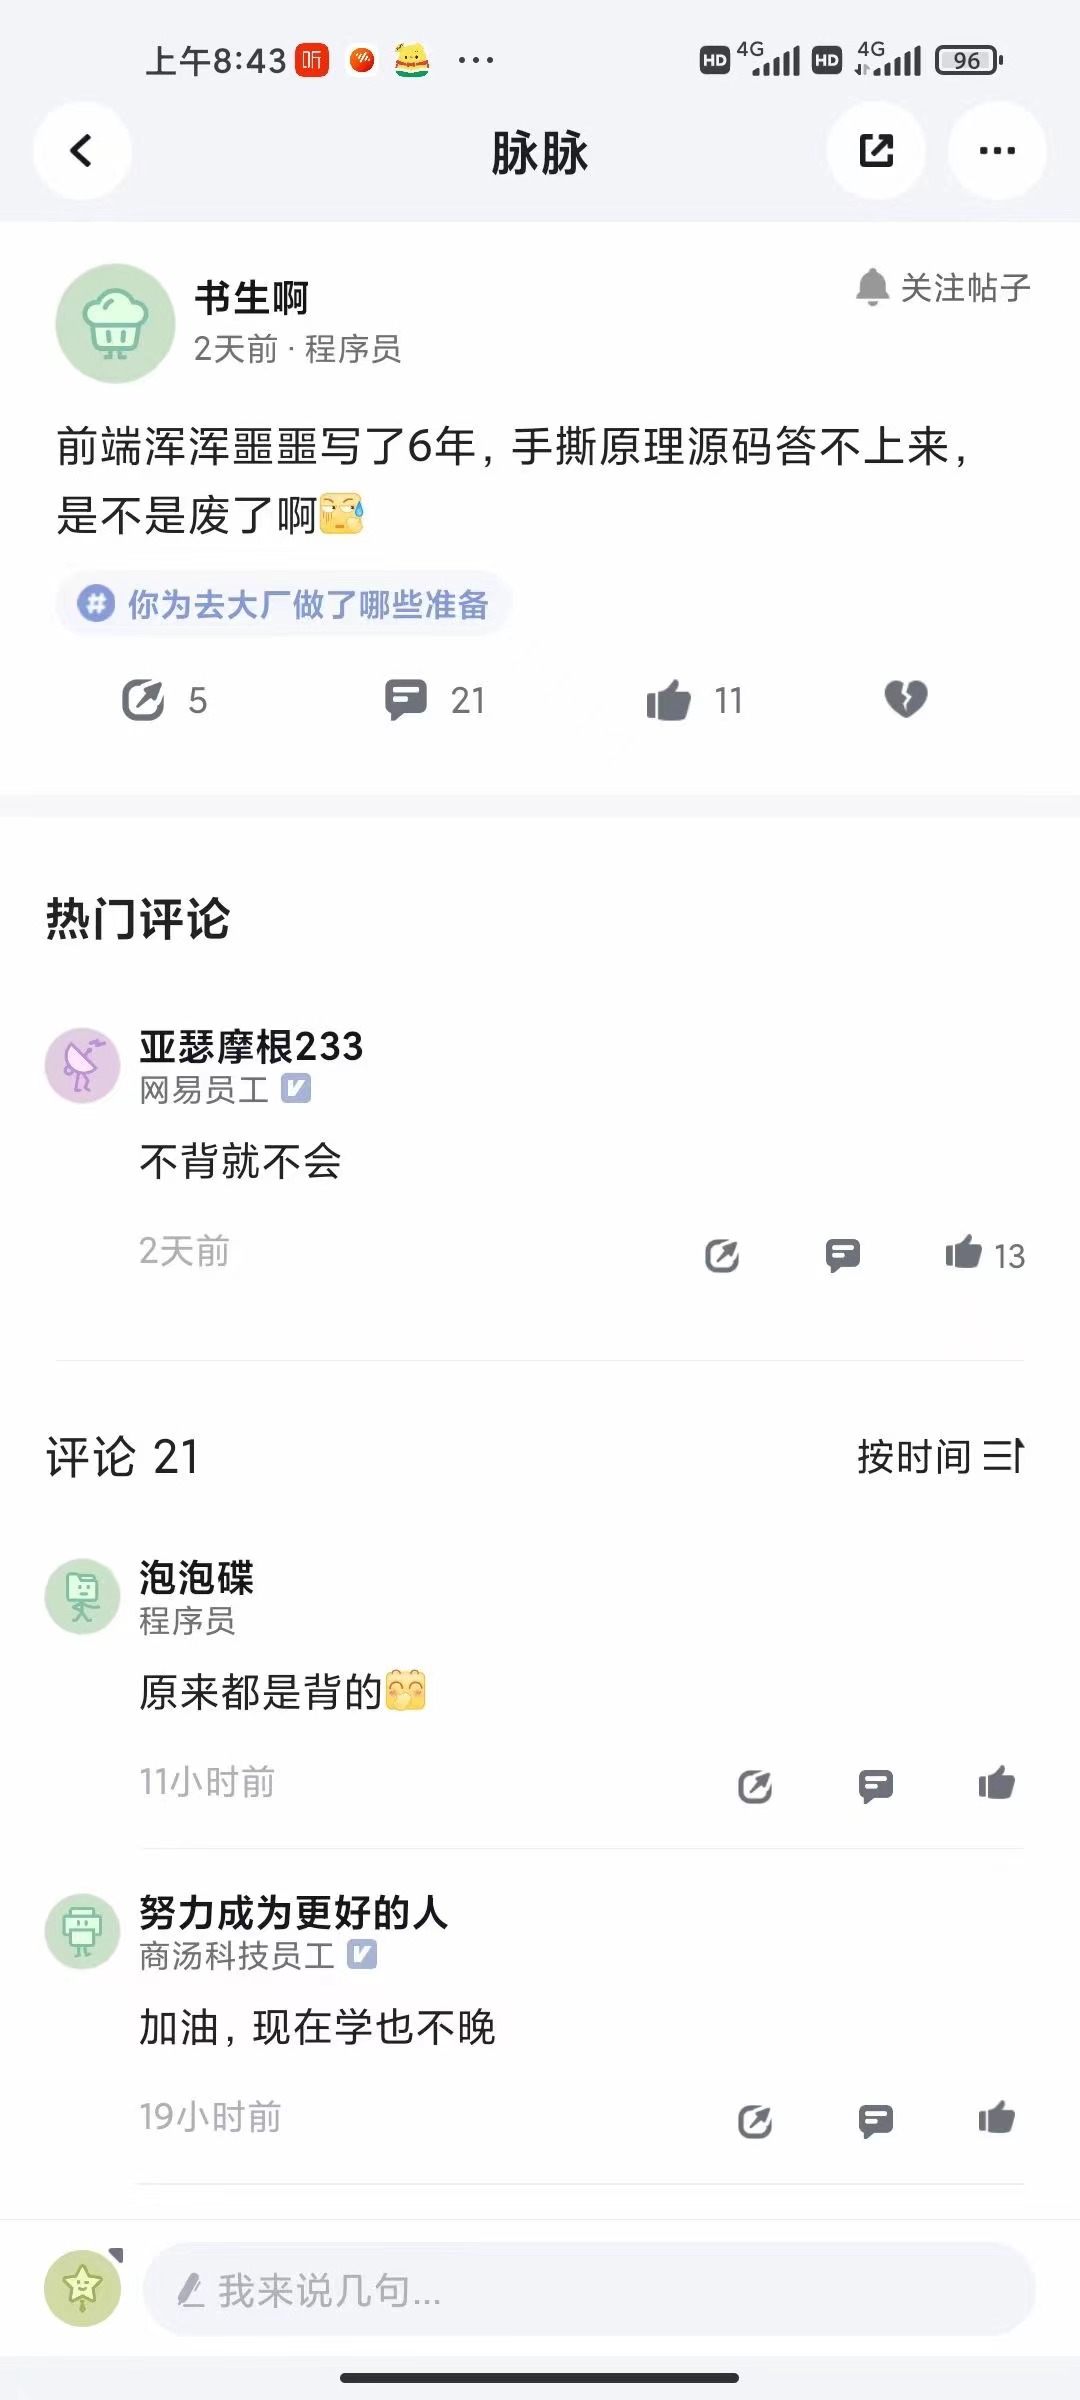 上午8:43 听 ... HD 4G HD 4G 96
脉脉
书生啊
关注帖子
2天前 · 程序员
前端浑浑噩噩写了6年，手撕原理源码答不上来，
是不是废了啊
# 你为去大厂做了哪些准备
5 21 11
热门评论
亚瑟摩根233
网易员工 V
不背就不会
2天前 13
评论 21 按时间
泡泡碟
程序员
原来都是背的
11小时前
努力成为更好的人
商汤科技员工 V
加油，现在学也不晚
19小时前
我来说几句...